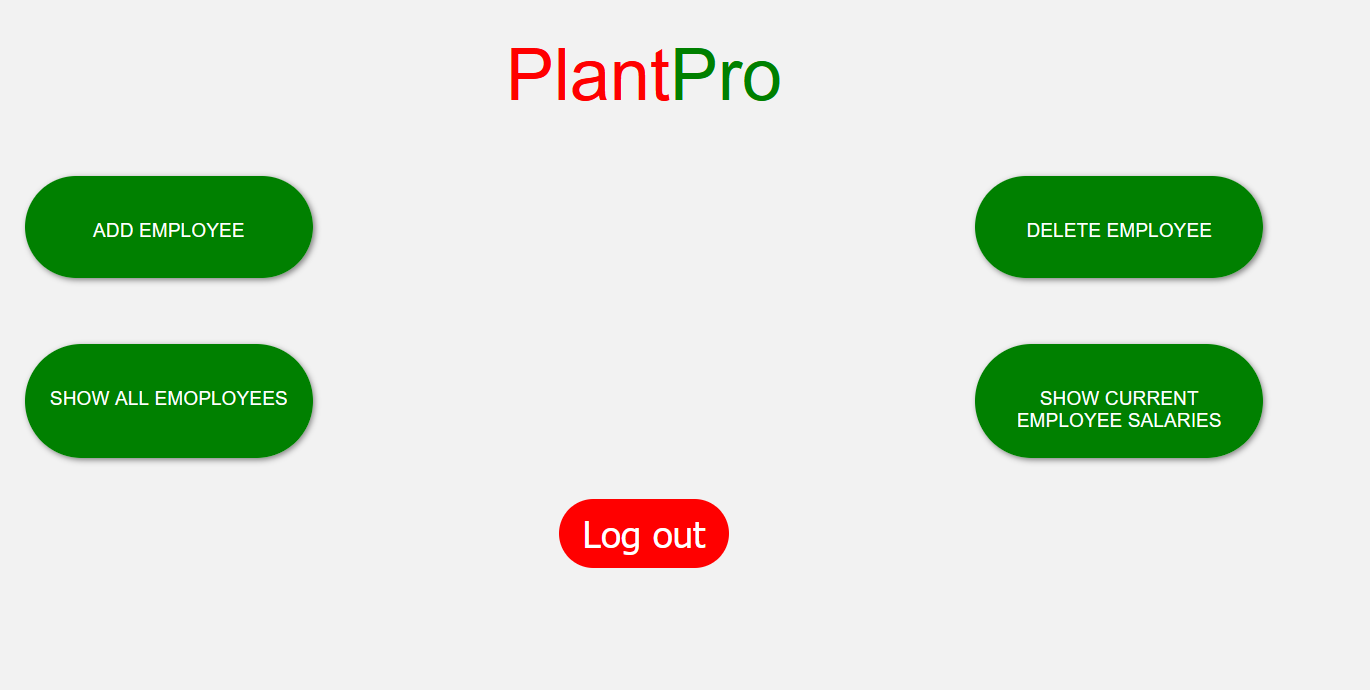 PlantPro
ADD EMPLOYEE
DELETE EMPLOYEE
SHOW ALL EMOPLOYEES
SHOW CURRENT
EMPLOYEE SALARIES
Log out